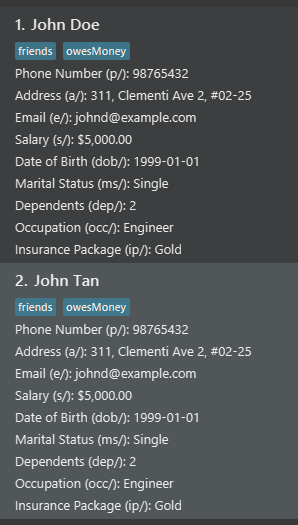 1. John Doe
friends owesMoney
Phone Number (p/): 98765432
Address (a/): 311, Clementi Ave 2, #02-25
Email (e/): johnd@example.com
Salary (s/): $5,000.00
Date of Birth (dob/): 1999-01-01
Marital Status (ms/): Single
Dependents (dep/): 2
Occupation (occ/): Engineer
Insurance Package (ip/): Gold
2. John Tan
friends owesMoney
Phone Number (p/): 98765432
Address (a/): 311, Clementi Ave 2, #02-25
Email (e/): johnd@example.com
Salary (s/): $5,000.00
Date of Birth (dob/): 1999-01-01
Marital Status (ms/): Single
Dependents (dep/): 2
Occupation (occ/): Engineer
Insurance Package (ip/): Gold